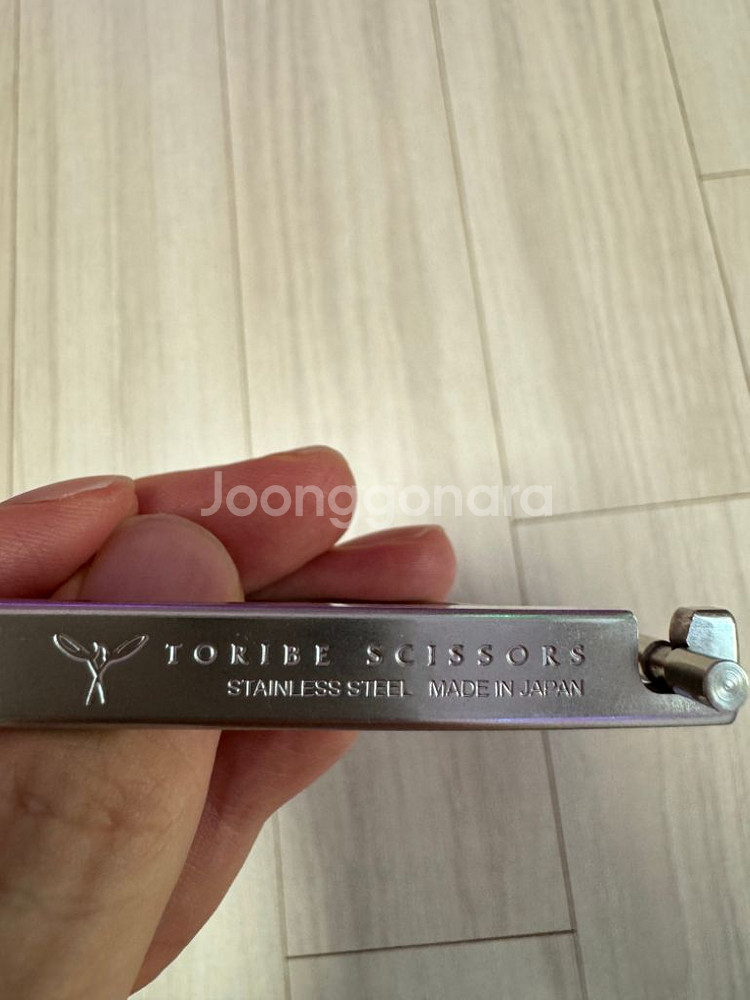 Joonggonara
TORIBE SCISSORS
STAINLESS STEEL MADE IN JAPAN